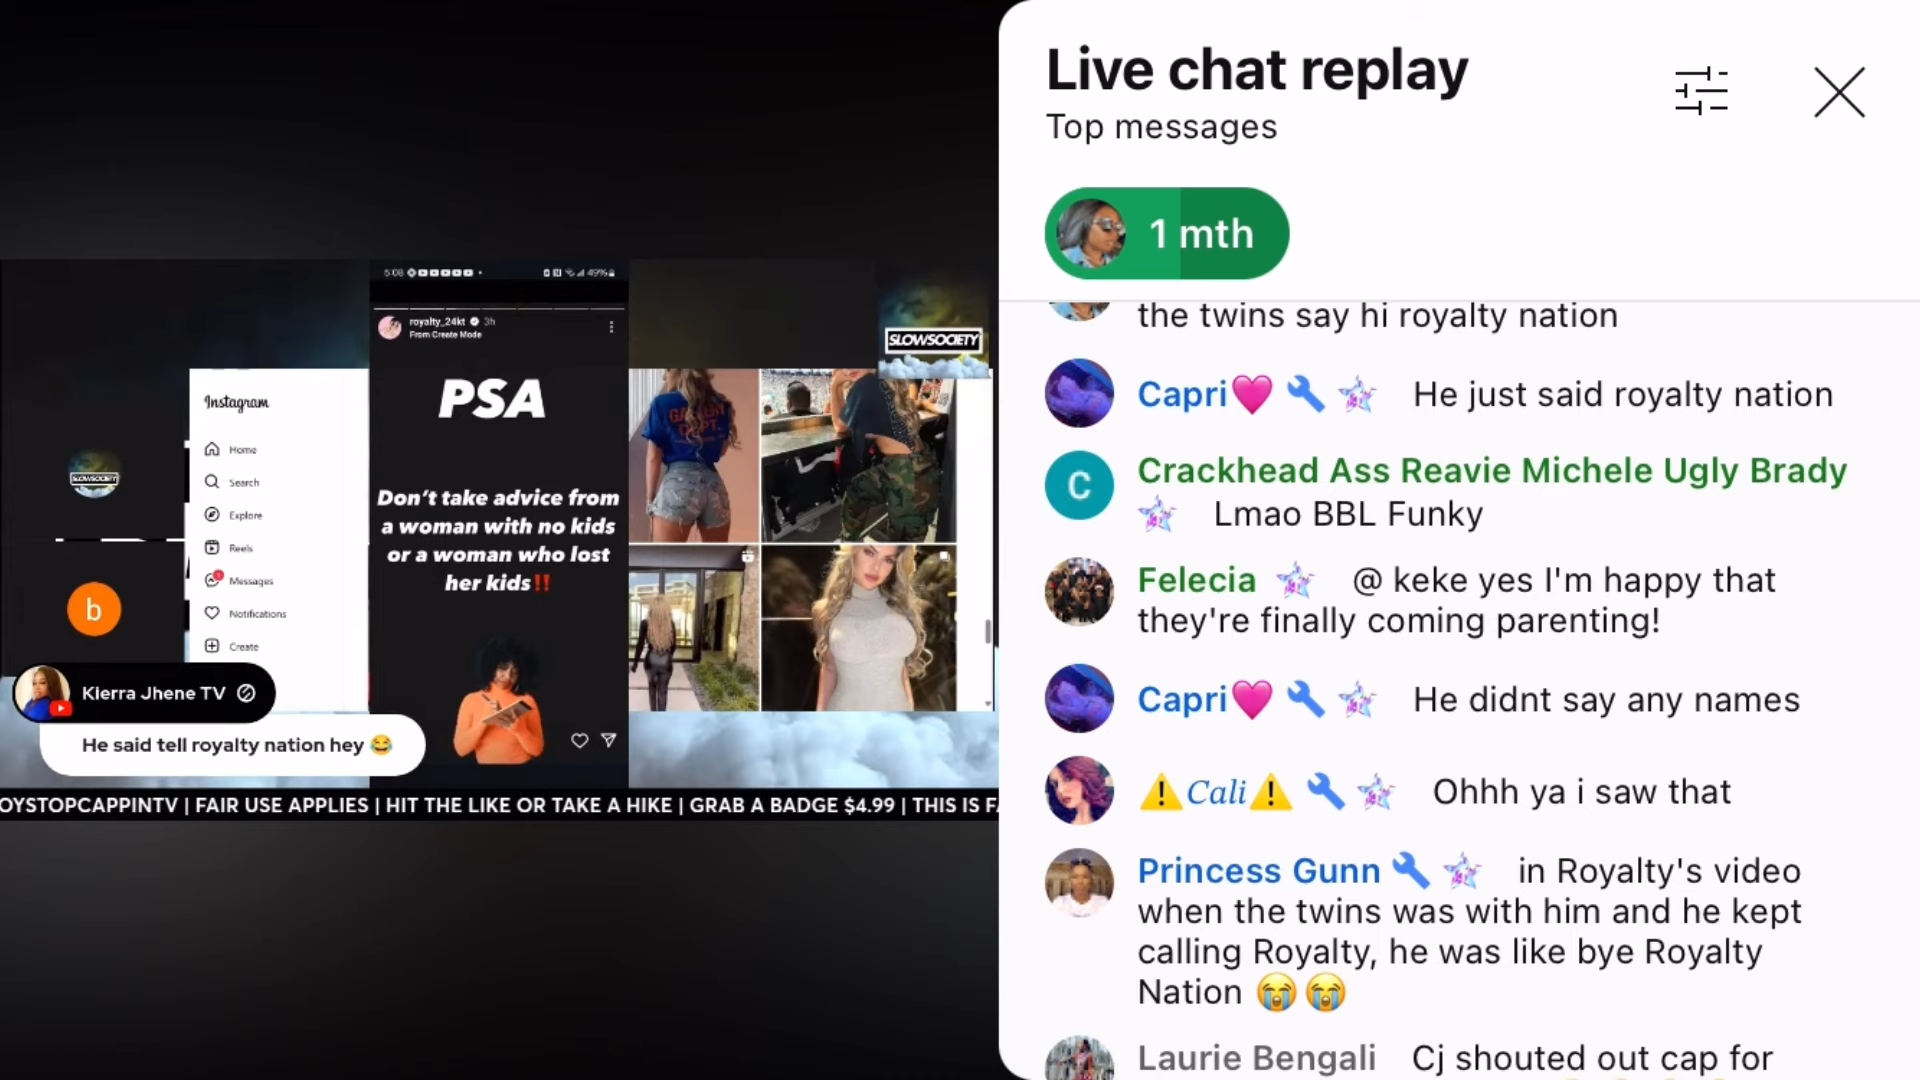 5:08
49%
royalty_24kt 3h
From Create Mode
SLOWSOCIETY
PSA
Instagram
Home
Search
Explore
Reels
Messages
Notifications
Create
SLOWSOCIETY
b
Don't take advice from
a woman with no kids
or a woman who lost
her kids‼️
Kierra Jhene TV
He said tell royalty nation hey 😂
OYSTOPCAPPINTV | FAIR USE APPLIES | HIT THE LIKE OR TAKE A HIKE | GRAB A BADGE $4.99 | THIS IS FA
Live chat replay
Top messages
1 mth
the twins say hi royalty nation
Capri💗 🔧 He just said royalty nation
C
Crackhead Ass Reavie Michele Ugly Brady
Lmao BBL Funky
Felecia @ keke yes I'm happy that
they're finally coming parenting!
Capri💗 🔧 He didnt say any names
⚠️Cali⚠️ 🔧 Ohhh ya i saw that
Princess Gunn 🔧 in Royalty's video
when the twins was with him and he kept
calling Royalty, he was like bye Royalty
Nation 😭😭
Laurie Bengali Cj shouted out cap for